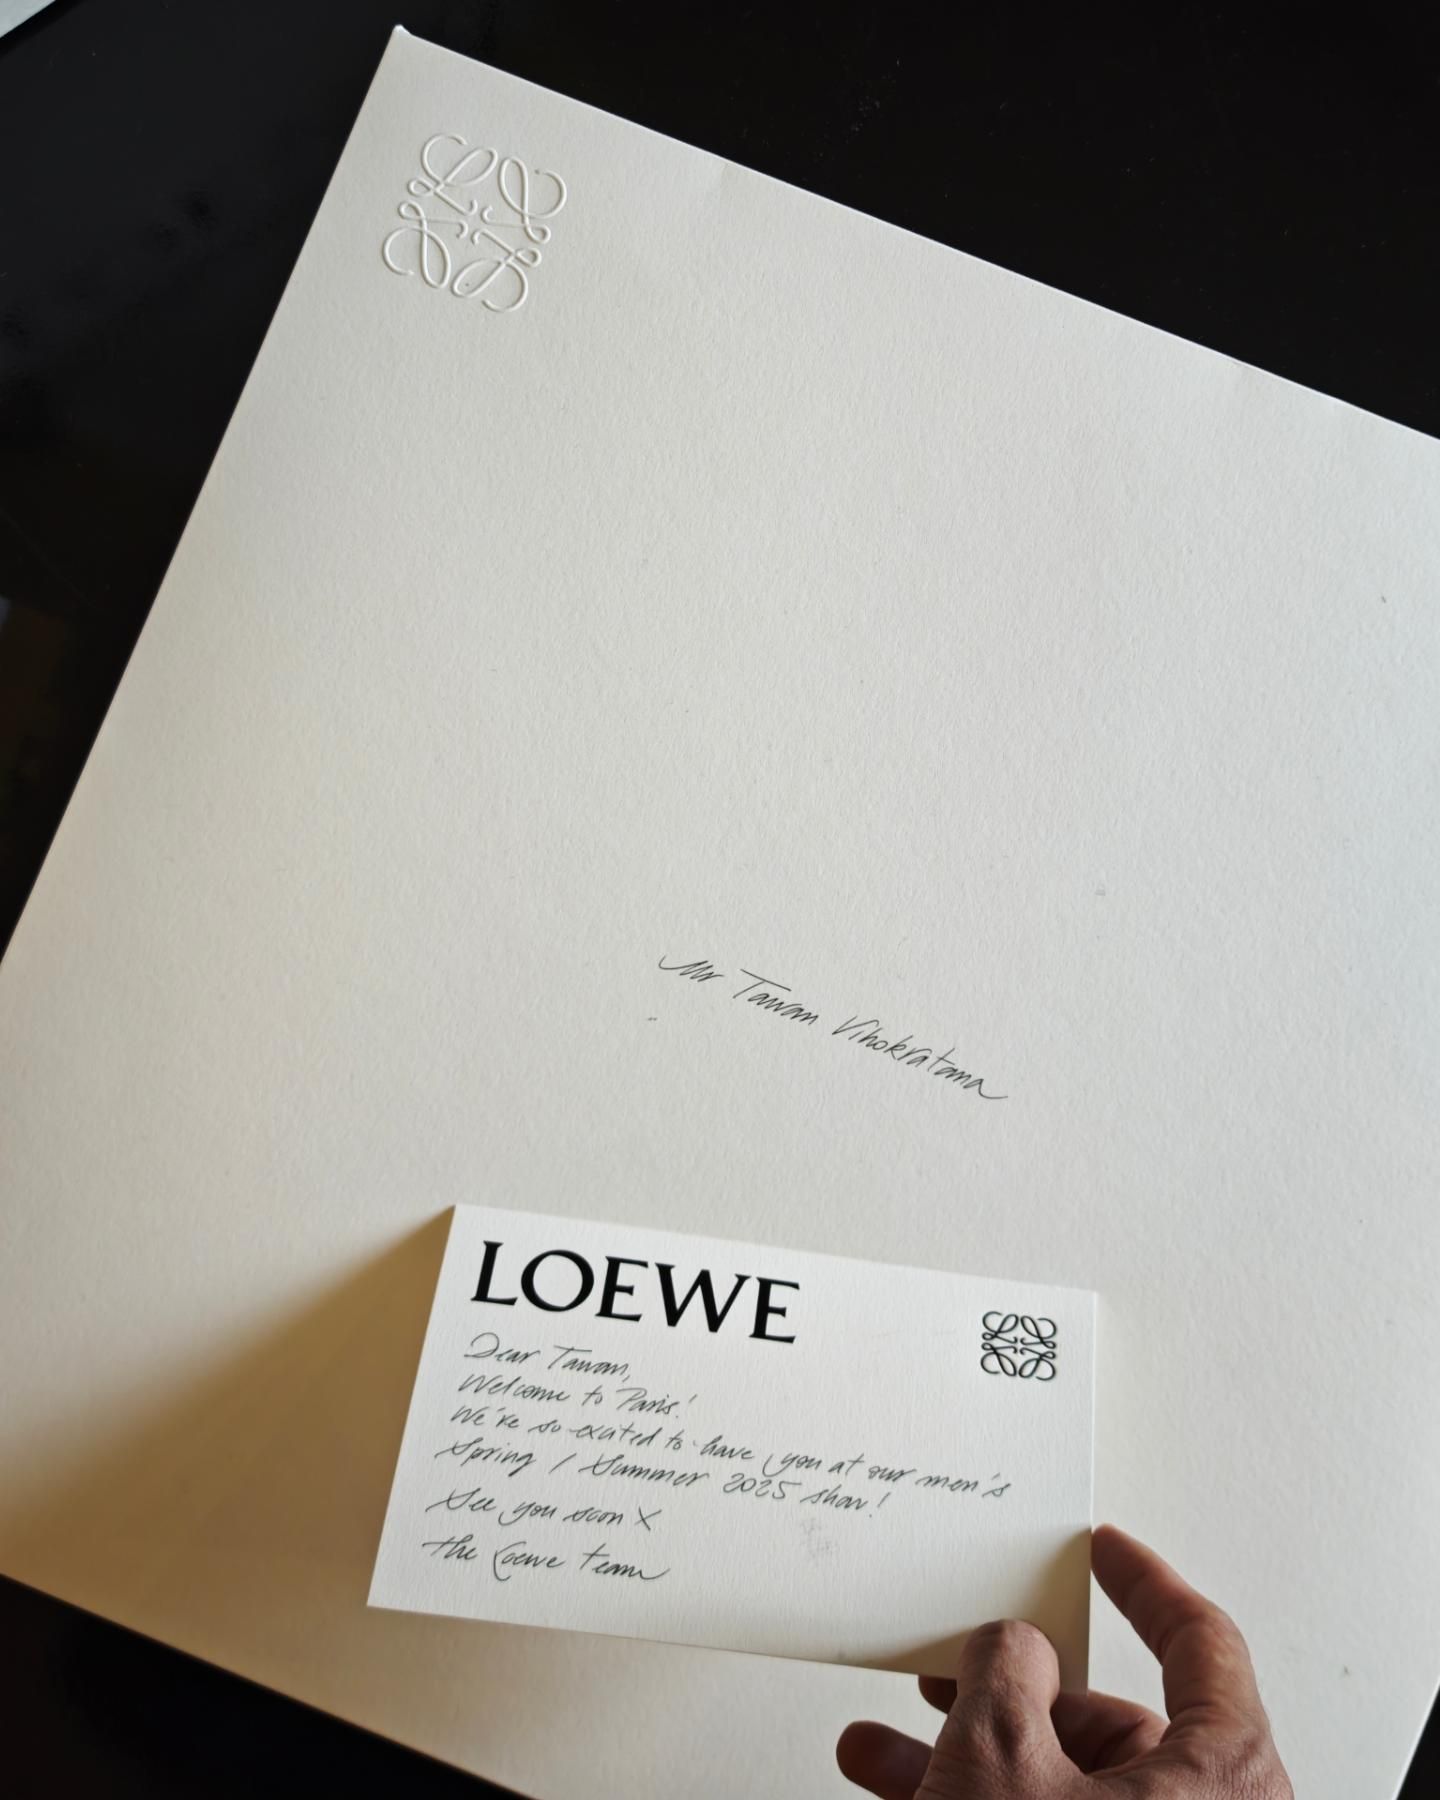 Mr Tawan Vihokratana
LOEWE
Dear Tawan,
Welcome to Paris!
We're so excited to have you at our men's
Spring / Summer 2025 show!
See you soon X
the Loewe team